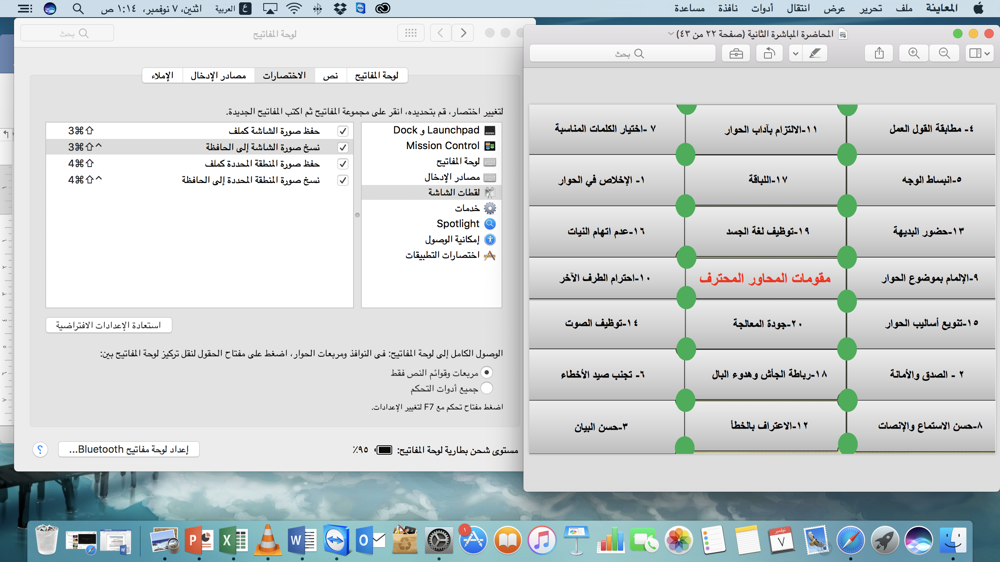 المعاينة ملف تحرير عرض انتقال أدوات نافذة مساعدة
ع العربية اثنين، ٧ نوفمبر، ١:١٤ ص
المحاضرة المباشرة الثانية (صفحة ٢٢ من ٤٣)
بحث
٤- مطابقة القول العمل
١١-الالتزام بآداب الحوار
٧ -اختيار الكلمات المناسبة
٥-انبساط الوجه
١٧-اللباقة
١- الإخلاص في الحوار
١٣-حضور البديهة
١٩-توظيف لغة الجسد
١٦-عدم اتهام النيات
٩-الإلمام بموضوع الحوار
مقومات المحاور المحترف
١٠-احترام الطرف الآخر
١٥-تنويع أساليب الحوار
٢٠-جودة المعالجة
١٤-توظيف الصوت
٢ - الصدق والأمانة
١٨-رباطة الجأش وهدوء البال
٦- تجنب صيد الأخطاء
٨-حسن الاستماع والإنصات
١٢-الاعتراف بالخطأ
٣-حسن البيان
لوحة المفاتيح
بحث
لوحة المفاتيح نص الاختصارات مصادر الإدخال الإملاء
لتغيير اختصار، قم بتحديده، انقر على مجموعة المفاتيح ثم اكتب المفاتيح الجديدة.
Launchpad و Dock
Mission Control
لوحة المفاتيح
مصادر الإدخال
لقطات الشاشة
خدمات
Spotlight
إمكانية الوصول
اختصارات التطبيقات
حفظ صورة الشاشة كملف ⇧⌘3
نسخ صورة الشاشة إلى الحافظة ^⇧⌘3
حفظ صورة المنطقة المحددة كملف ⇧⌘4
نسخ صورة المنطقة المحددة إلى الحافظة ^⇧⌘4
استعادة الإعدادات الافتراضية
الوصول الكامل إلى لوحة المفاتيح: في النوافذ ومربعات الحوار، اضغط على مفتاح الحقول لنقل تركيز لوحة المفاتيح بين:
مربعات وقوائم النص فقط
جميع أدوات التحكم
اضغط مفتاح تحكم مع F7 لتغيير الإعدادات.
مستوى شحن بطارية لوحة المفاتيح: ٩٥٪
إعداد لوحة مفاتيح Bluetooth...
؟
نوفمبر
٧
KEYNOTE
١